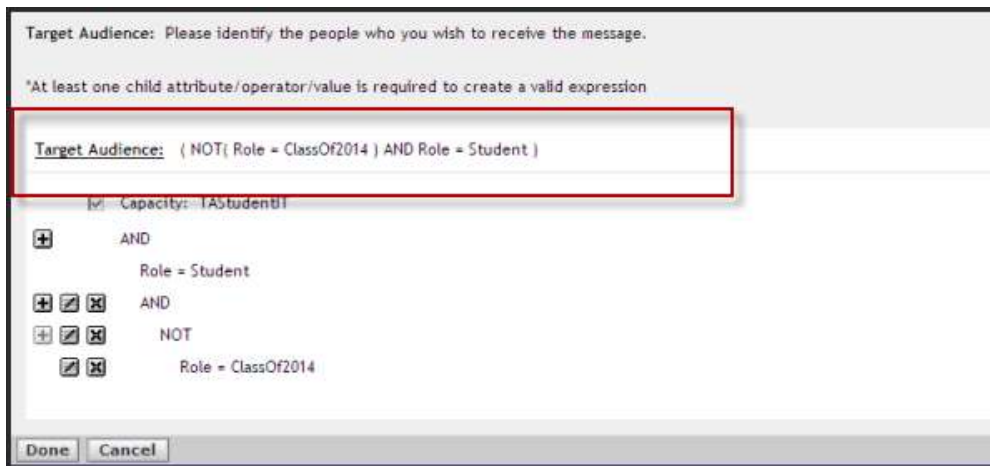 Target Audience: Please identify the people who you wish to receive the message.
*At least one child attribute/operator/value is required to create a valid expression
Target Audience: ( NOT( Role = ClassOf2014 ) AND Role = Student )
Capacity: TAStudentIT
AND
Role = Student
AND
NOT
Role = ClassOf2014
Done Cancel